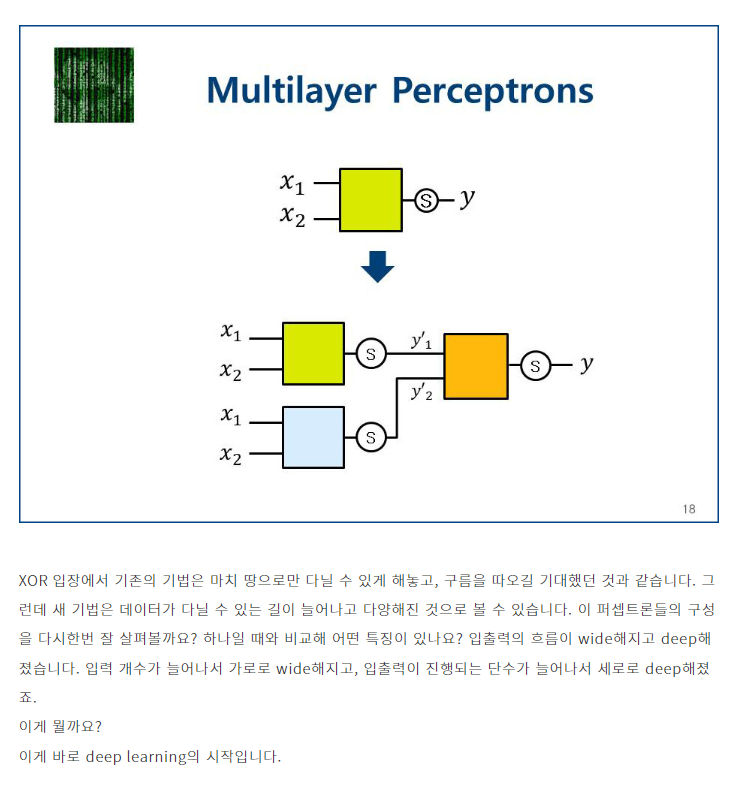 Multilayer Perceptrons
x₁
x₂
S
y
x₁
x₂
S
y′₁
x₁
x₂
S
y′₂
S
y
18
XOR 입장에서 기존의 기법은 마치 땅으로만 다닐 수 있게 해놓고, 구름을 따오길 기대했던 것과 같습니다. 그
런데 새 기법은 데이터가 다닐 수 있는 길이 늘어나고 다양해진 것으로 볼 수 있습니다. 이 퍼셉트론들의 구성
을 다시한번 잘 살펴볼까요? 하나일 때와 비교해 어떤 특징이 있나요? 입출력의 흐름이 wide해지고 deep해
졌습니다. 입력 개수가 늘어나서 가로로 wide해지고, 입출력이 진행되는 단수가 늘어나서 세로로 deep해졌
죠.
이게 뭘까요?
이게 바로 deep learning의 시작입니다.